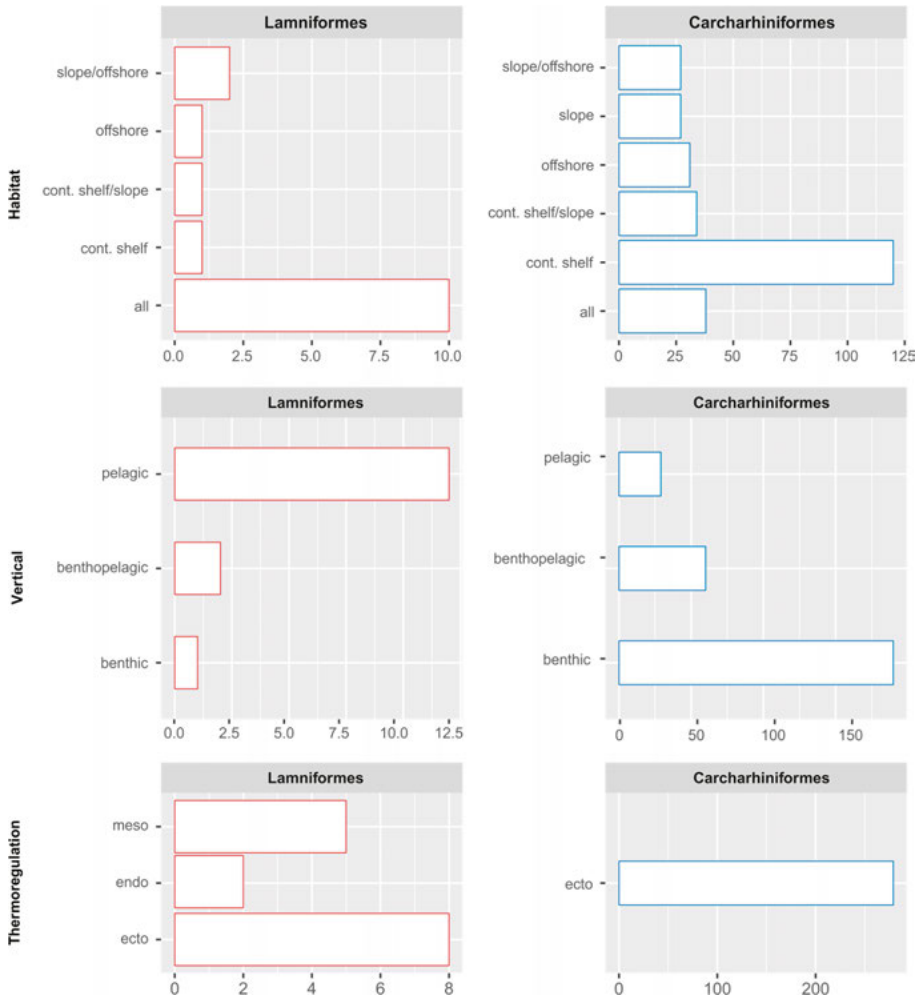 Lamniformes
Carcharhiniformes
Habitat
slope/offshore
offshore
cont. shelf/slope
cont. shelf
all
0.0 2.5 5.0 7.5 10.0
slope/offshore
slope
offshore
cont. shelf/slope
cont. shelf
all
0 25 50 75 100 125
Lamniformes
Carcharhiniformes
Vertical
pelagic
benthopelagic
benthic
0.0 2.5 5.0 7.5 10.0 12.5
pelagic
benthopelagic
benthic
0 50 100 150
Lamniformes
Carcharhiniformes
Thermoregulation
meso
endo
ecto
0 2 4 6 8
ecto
0 100 200